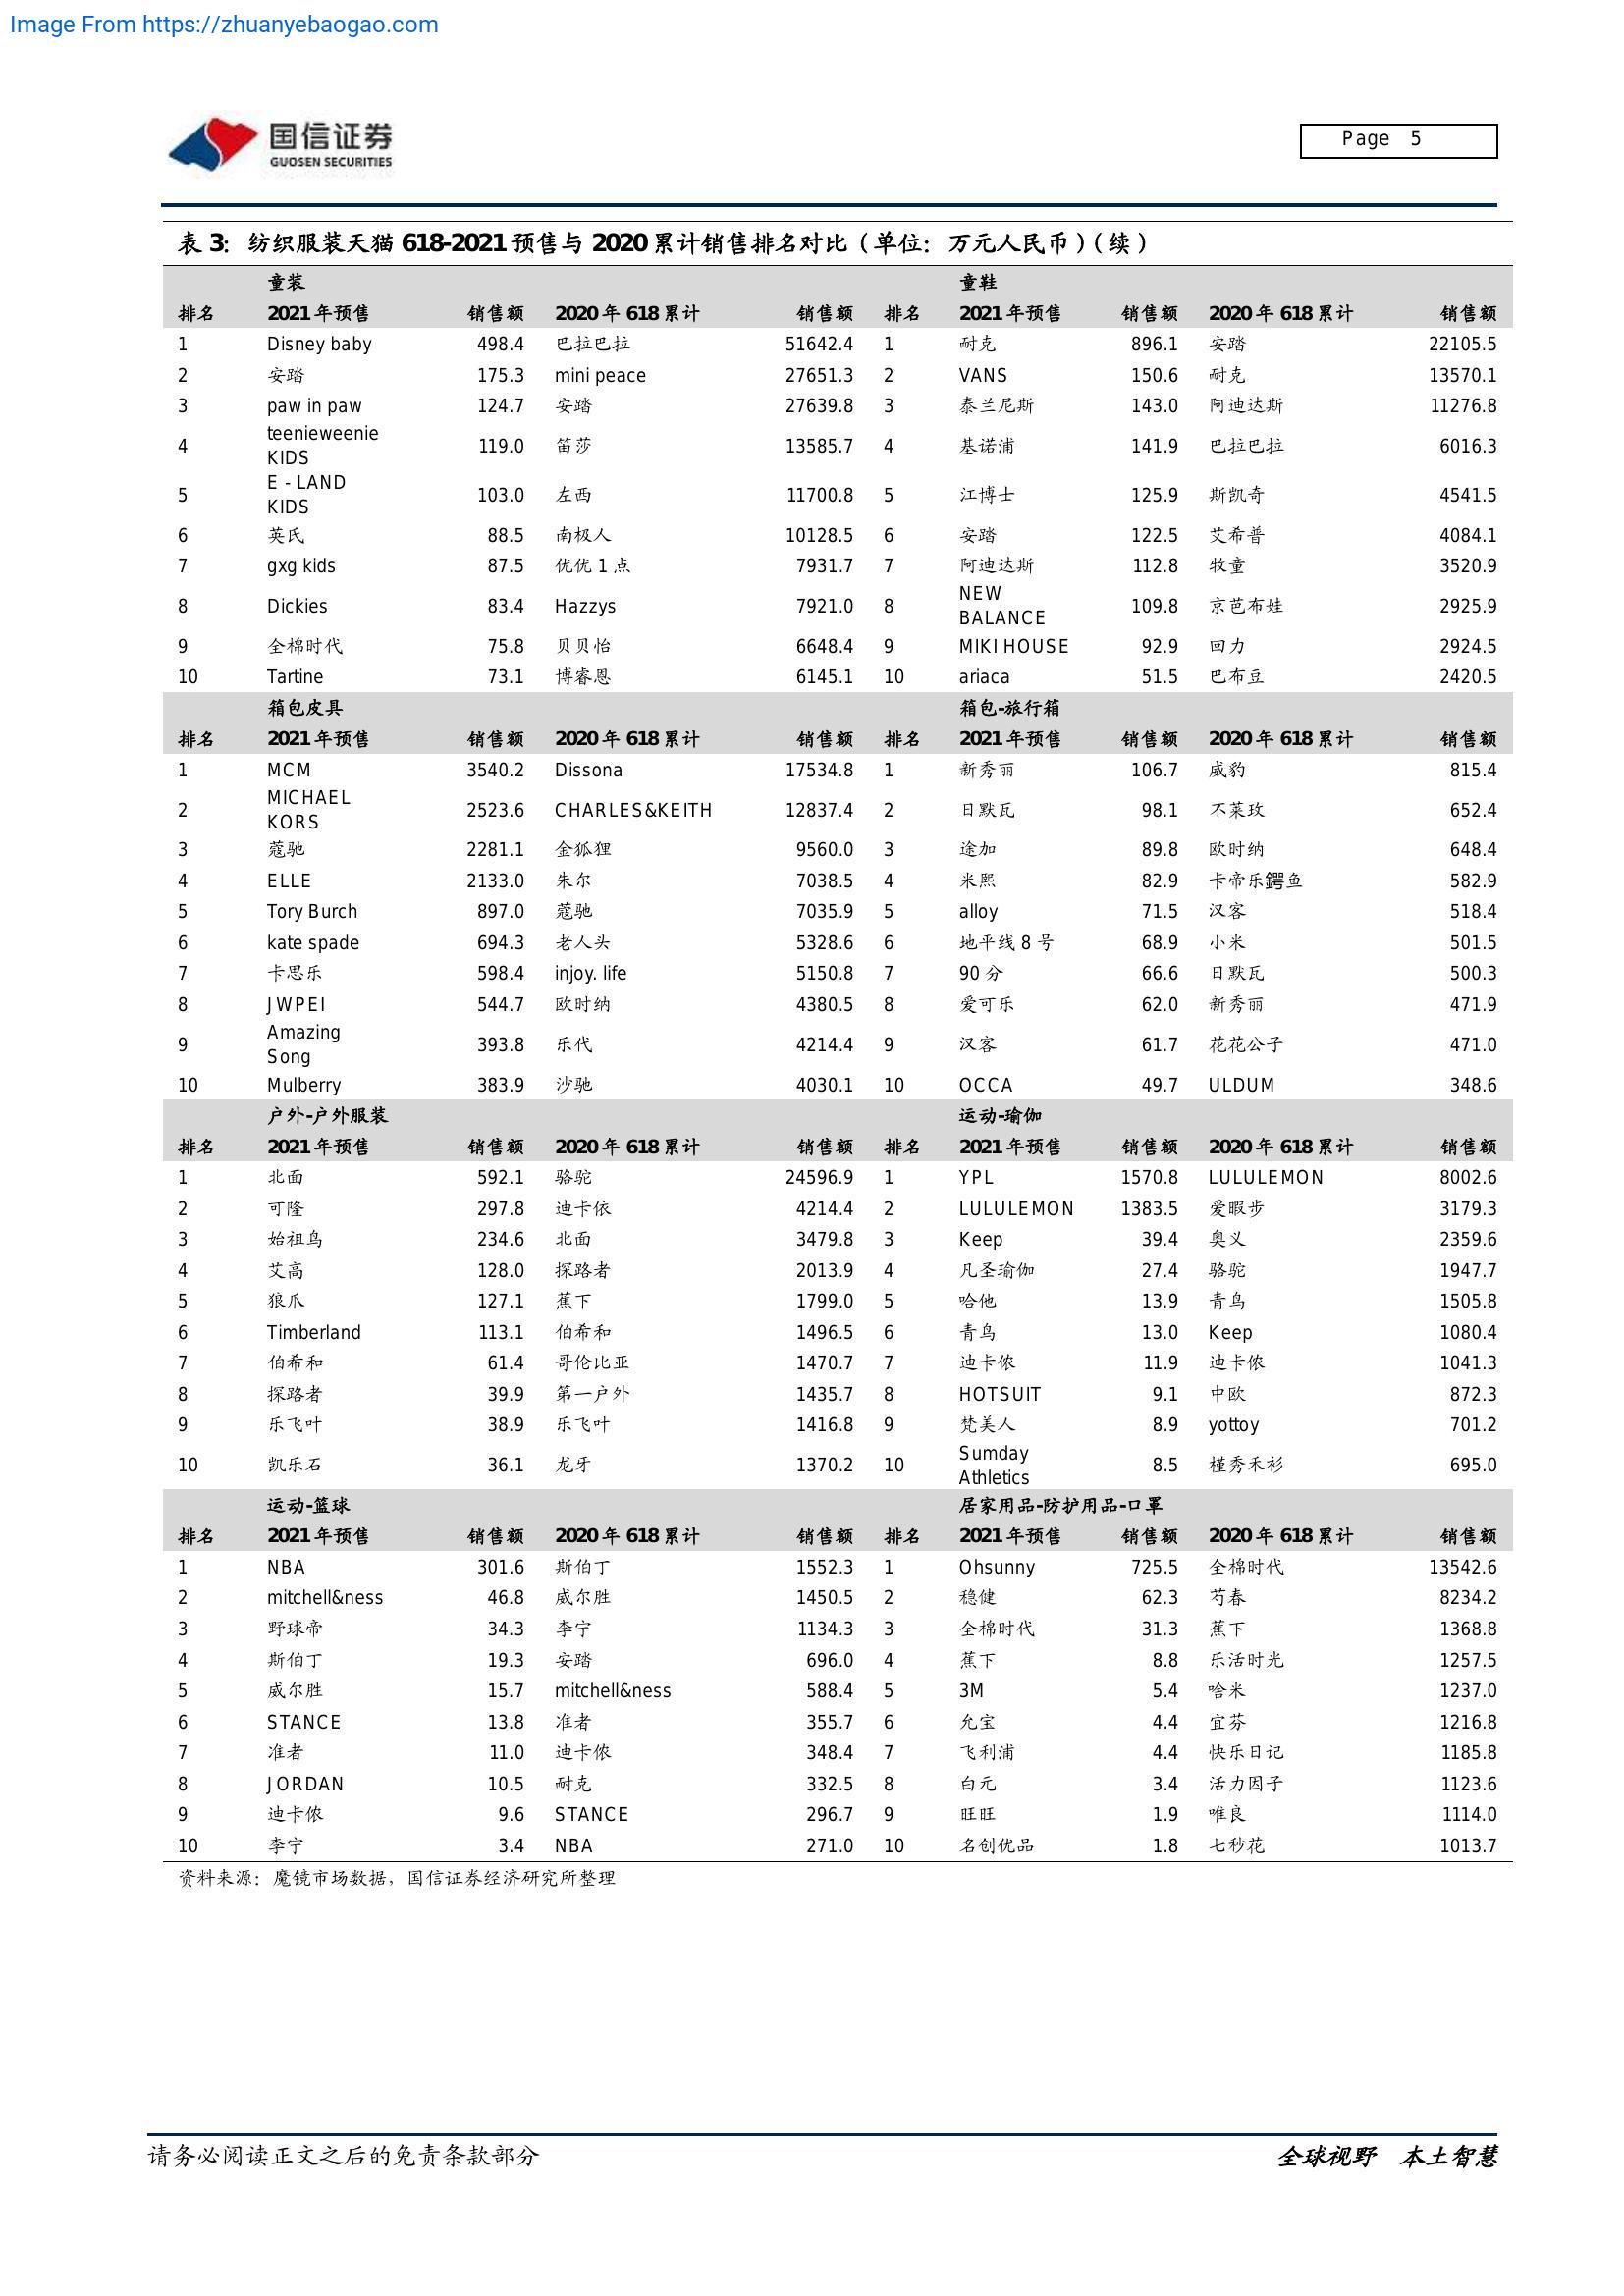 Image From https://zhuanyebaogao.com
国信证券
GUOSEN SECURITIES
Page 5
表 3：纺织服装天猫 618-2021 预售与 2020 累计销售排名对比（单位：万元人民币）（续）
童装 童鞋
排名 2021 年预售 销售额 2020 年 618 累计 销售额 排名 2021 年预售 销售额 2020 年 618 累计 销售额
1 Disney baby 498.4 巴拉巴拉 51642.4 1 耐克 896.1 安踏 22105.5
2 安踏 175.3 mini peace 27651.3 2 VANS 150.6 耐克 13570.1
3 paw in paw 124.7 安踏 27639.8 3 泰兰尼斯 143.0 阿迪达斯 11276.8
4 teenieweenie KIDS 119.0 笛莎 13585.7 4 基诺浦 141.9 巴拉巴拉 6016.3
5 E - LAND KIDS 103.0 左西 11700.8 5 江博士 125.9 斯凯奇 4541.5
6 英氏 88.5 南极人 10128.5 6 安踏 122.5 艾希普 4084.1
7 gxg kids 87.5 优优 1 点 7931.7 7 阿迪达斯 112.8 牧童 3520.9
8 Dickies 83.4 Hazzys 7921.0 8 NEW BALANCE 109.8 京芭布娃 2925.9
9 全棉时代 75.8 贝贝怡 6648.4 9 MIKI HOUSE 92.9 回力 2924.5
10 Tartine 73.1 博睿恩 6145.1 10 ariaca 51.5 巴布豆 2420.5
箱包皮具 箱包-旅行箱
排名 2021 年预售 销售额 2020 年 618 累计 销售额 排名 2021 年预售 销售额 2020 年 618 累计 销售额
1 MCM 3540.2 Dissona 17534.8 1 新秀丽 106.7 威豹 815.4
2 MICHAEL KORS 2523.6 CHARLES&KEITH 12837.4 2 日默瓦 98.1 不莱玫 652.4
3 蔻驰 2281.1 金狐狸 9560.0 3 途加 89.8 欧时纳 648.4
4 ELLE 2133.0 朱尔 7038.5 4 米熙 82.9 卡帝乐鍔鱼 582.9
5 Tory Burch 897.0 蔻驰 7035.9 5 alloy 71.5 汉客 518.4
6 kate spade 694.3 老人头 5328.6 6 地平线 8 号 68.9 小米 501.5
7 卡思乐 598.4 injoy. life 5150.8 7 90 分 66.6 日默瓦 500.3
8 JWPEI 544.7 欧时纳 4380.5 8 爱可乐 62.0 新秀丽 471.9
9 Amazing Song 393.8 乐代 4214.4 9 汉客 61.7 花花公子 471.0
10 Mulberry 383.9 沙驰 4030.1 10 OCCA 49.7 ULDUM 348.6
户外-户外服装 运动-瑜伽
排名 2021 年预售 销售额 2020 年 618 累计 销售额 排名 2021 年预售 销售额 2020 年 618 累计 销售额
1 北面 592.1 骆驼 24596.9 1 YPL 1570.8 LULULEMON 8002.6
2 可隆 297.8 迪卡依 4214.4 2 LULULEMON 1383.5 爱暇步 3179.3
3 始祖鸟 234.6 北面 3479.8 3 Keep 39.4 奥义 2359.6
4 艾高 128.0 探路者 2013.9 4 凡圣瑜伽 27.4 骆驼 1947.7
5 狼爪 127.1 蕉下 1799.0 5 哈他 13.9 青鸟 1505.8
6 Timberland 113.1 伯希和 1496.5 6 青鸟 13.0 Keep 1080.4
7 伯希和 61.4 哥伦比亚 1470.7 7 迪卡侬 11.9 迪卡侬 1041.3
8 探路者 39.9 第一户外 1435.7 8 HOTSUIT 9.1 中欧 872.3
9 乐飞叶 38.9 乐飞叶 1416.8 9 梵美人 8.9 yottoy 701.2
10 凯乐石 36.1 龙牙 1370.2 10 Sumday Athletics 8.5 槿秀禾衫 695.0
运动-篮球 居家用品-防护用品-口罩
排名 2021 年预售 销售额 2020 年 618 累计 销售额 排名 2021 年预售 销售额 2020 年 618 累计 销售额
1 NBA 301.6 斯伯丁 1552.3 1 Ohsunny 725.5 全棉时代 13542.6
2 mitchell&ness 46.8 威尔胜 1450.5 2 稳健 62.3 芍春 8234.2
3 野球帝 34.3 李宁 1134.3 3 全棉时代 31.3 蕉下 1368.8
4 斯伯丁 19.3 安踏 696.0 4 蕉下 8.8 乐活时光 1257.5
5 威尔胜 15.7 mitchell&ness 588.4 5 3M 5.4 啥米 1237.0
6 STANCE 13.8 准者 355.7 6 允宝 4.4 宜芬 1216.8
7 准者 11.0 迪卡侬 348.4 7 飞利浦 4.4 快乐日记 1185.8
8 JORDAN 10.5 耐克 332.5 8 白元 3.4 活力因子 1123.6
9 迪卡侬 9.6 STANCE 296.7 9 旺旺 1.9 唯良 1114.0
10 李宁 3.4 NBA 271.0 10 名创优品 1.8 七秒花 1013.7
资料来源：魔镜市场数据，国信证券经济研究所整理
请务必阅读正文之后的免责条款部分
全球视野 本土智慧